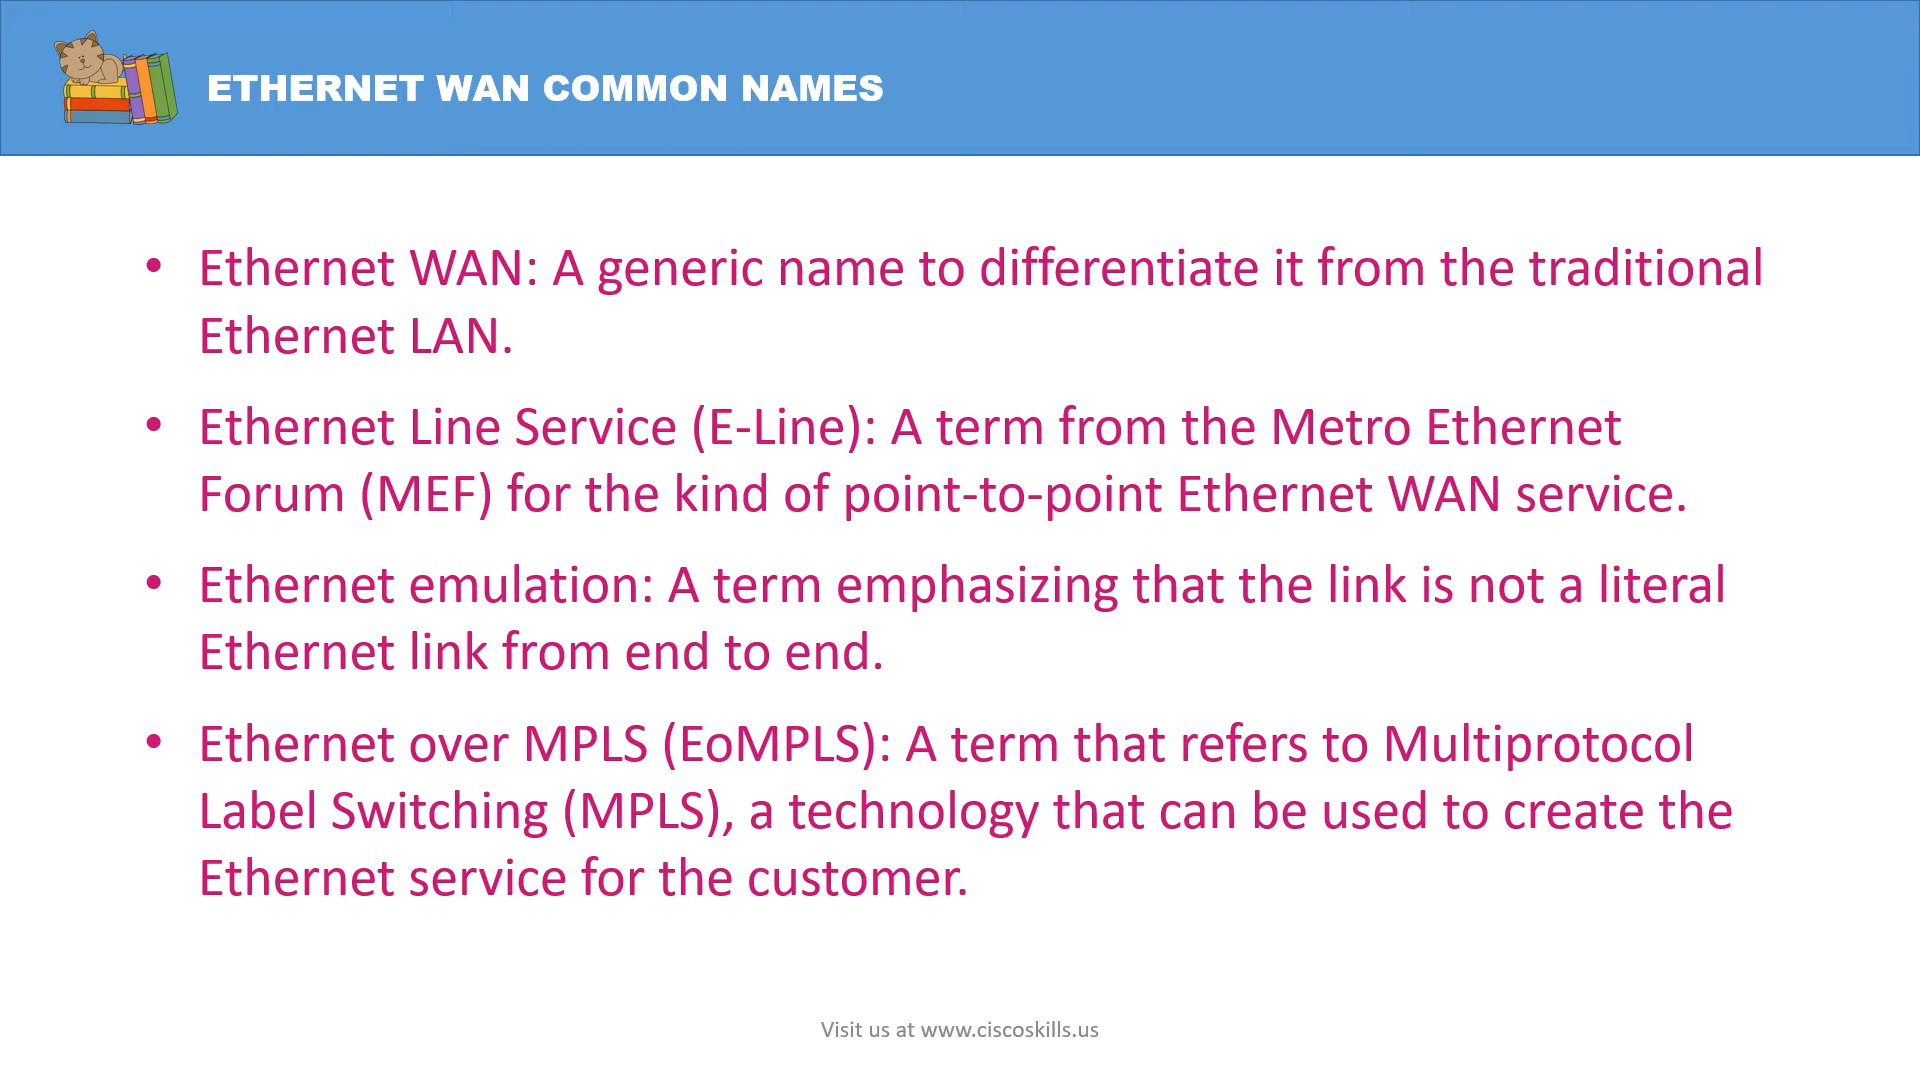 ETHERNET WAN COMMON NAMES
• Ethernet WAN: A generic name to differentiate it from the traditional
Ethernet LAN.
• Ethernet Line Service (E-Line): A term from the Metro Ethernet
Forum (MEF) for the kind of point-to-point Ethernet WAN service.
• Ethernet emulation: A term emphasizing that the link is not a literal
Ethernet link from end to end.
• Ethernet over MPLS (EoMPLS): A term that refers to Multiprotocol
Label Switching (MPLS), a technology that can be used to create the
Ethernet service for the customer.
Visit us at www.ciscoskills.us